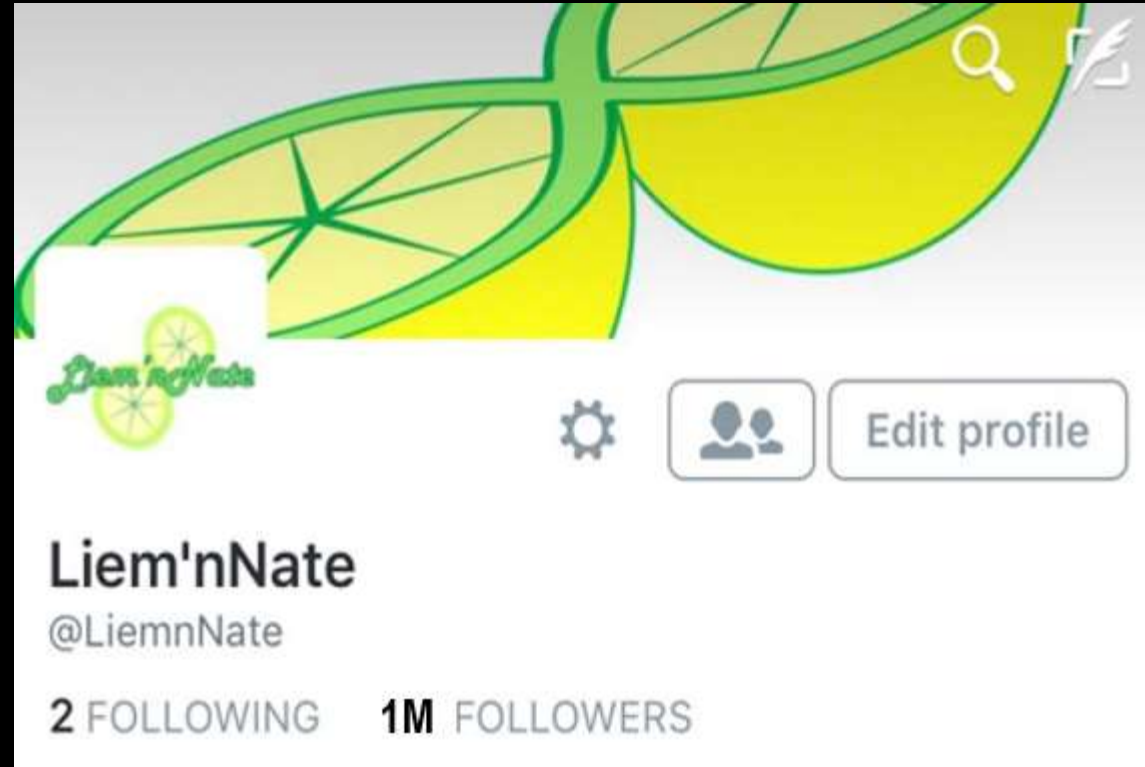 Liem'nNate
Edit profile
Liem'nNate
@LiemnNate
2 FOLLOWING 1M FOLLOWERS